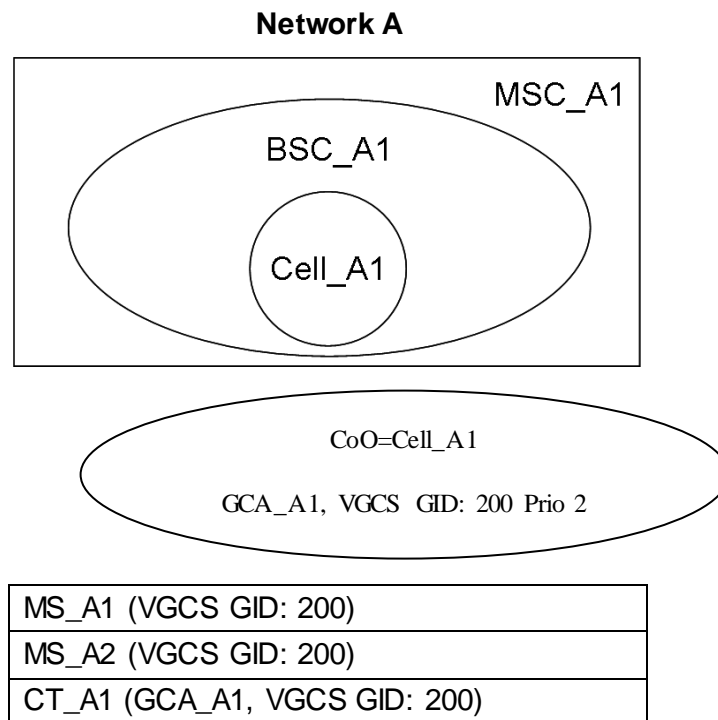 Network A
MSC_A1
BSC_A1
Cell_A1
CoO=Cell_A1
GCA_A1, VGCS GID: 200 Prio 2
MS_A1 (VGCS GID: 200)
MS_A2 (VGCS GID: 200)
CT_A1 (GCA_A1, VGCS GID: 200)